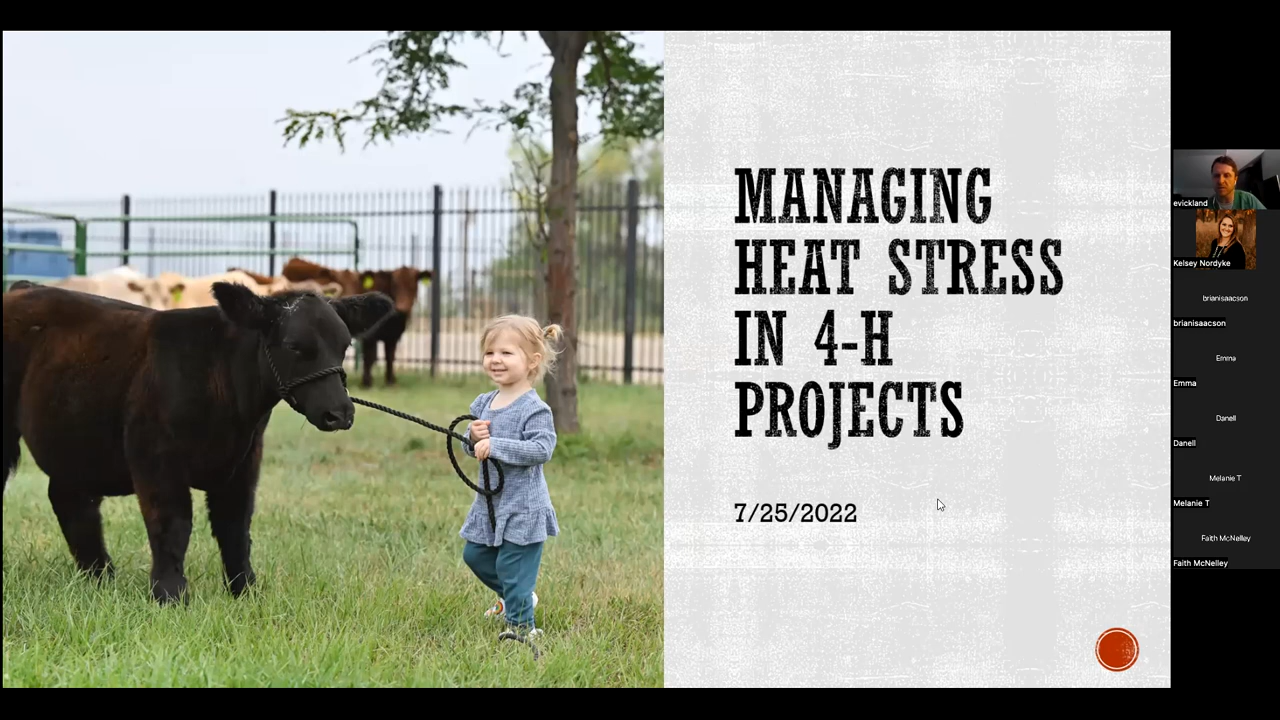 MANAGING
HEAT STRESS
IN 4-H
PROJECTS
7/25/2022
evickland
Kelsey Nordyke
brianisaacson
brianisaacson
Emma
Emma
Danell
Danell
Melanie T
Melanie T
Faith McNelley
Faith McNelley